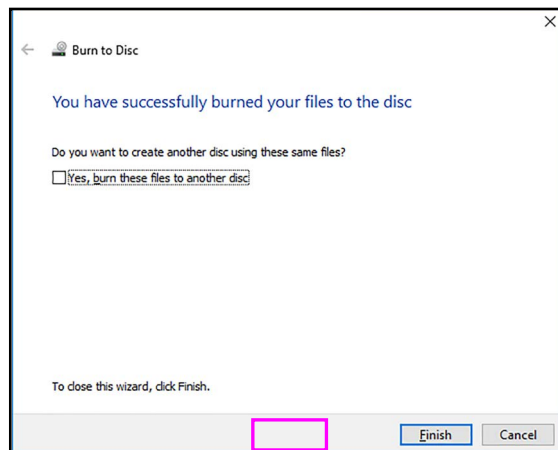 Burn to Disc
You have successfully burned your files to the disc
Do you want to create another disc using these same files?
Yes, burn these files to another disc
To close this wizard, click Finish.
Finish Cancel